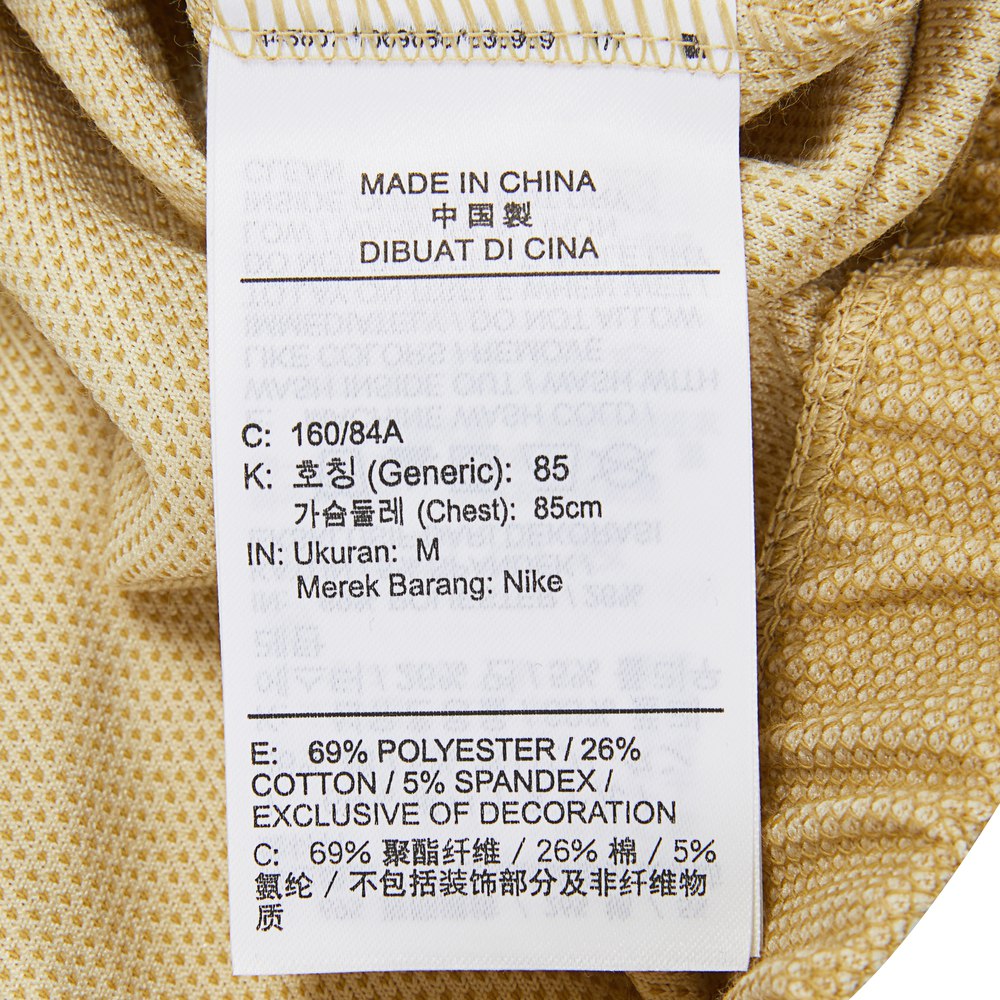 MADE IN CHINA
中国製
DIBUAT DI CINA
C: 160/84A
K: 호칭 (Generic): 85
가슴둘레 (Chest): 85cm
IN: Ukuran: M
Merek Barang: Nike
E: 69% POLYESTER / 26%
COTTON / 5% SPANDEX /
EXCLUSIVE OF DECORATION
C: 69% 聚酯纤维 / 26% 棉 / 5%
氨纶 / 不包括装饰部分及非纤维物
质